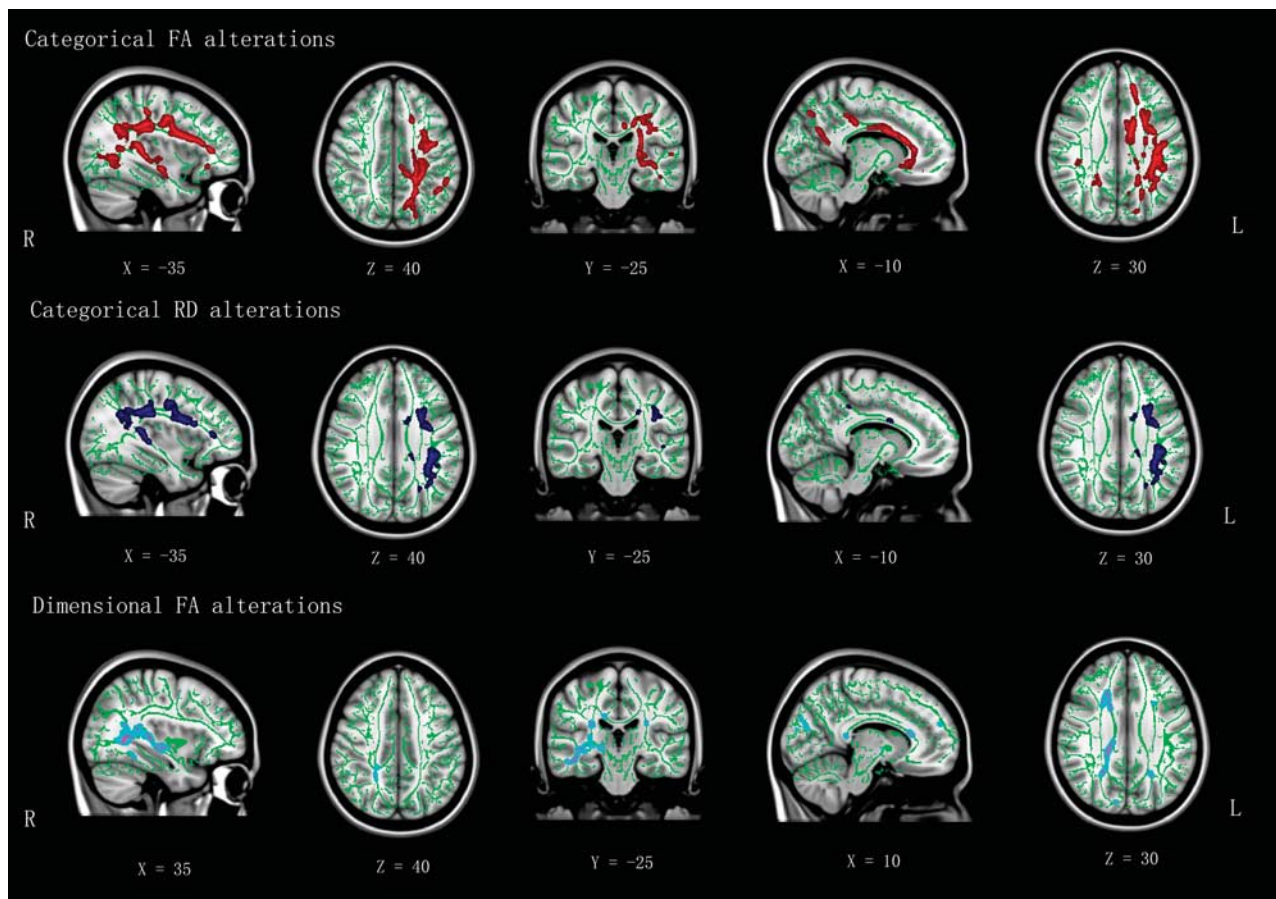 Categorical FA alterations
R L
X = -35 Z = 40 Y = -25 X = -10 Z = 30
Categorical RD alterations
R L
X = -35 Z = 40 Y = -25 X = -10 Z = 30
Dimensional FA alterations
R L
X = 35 Z = 40 Y = -25 X = 10 Z = 30